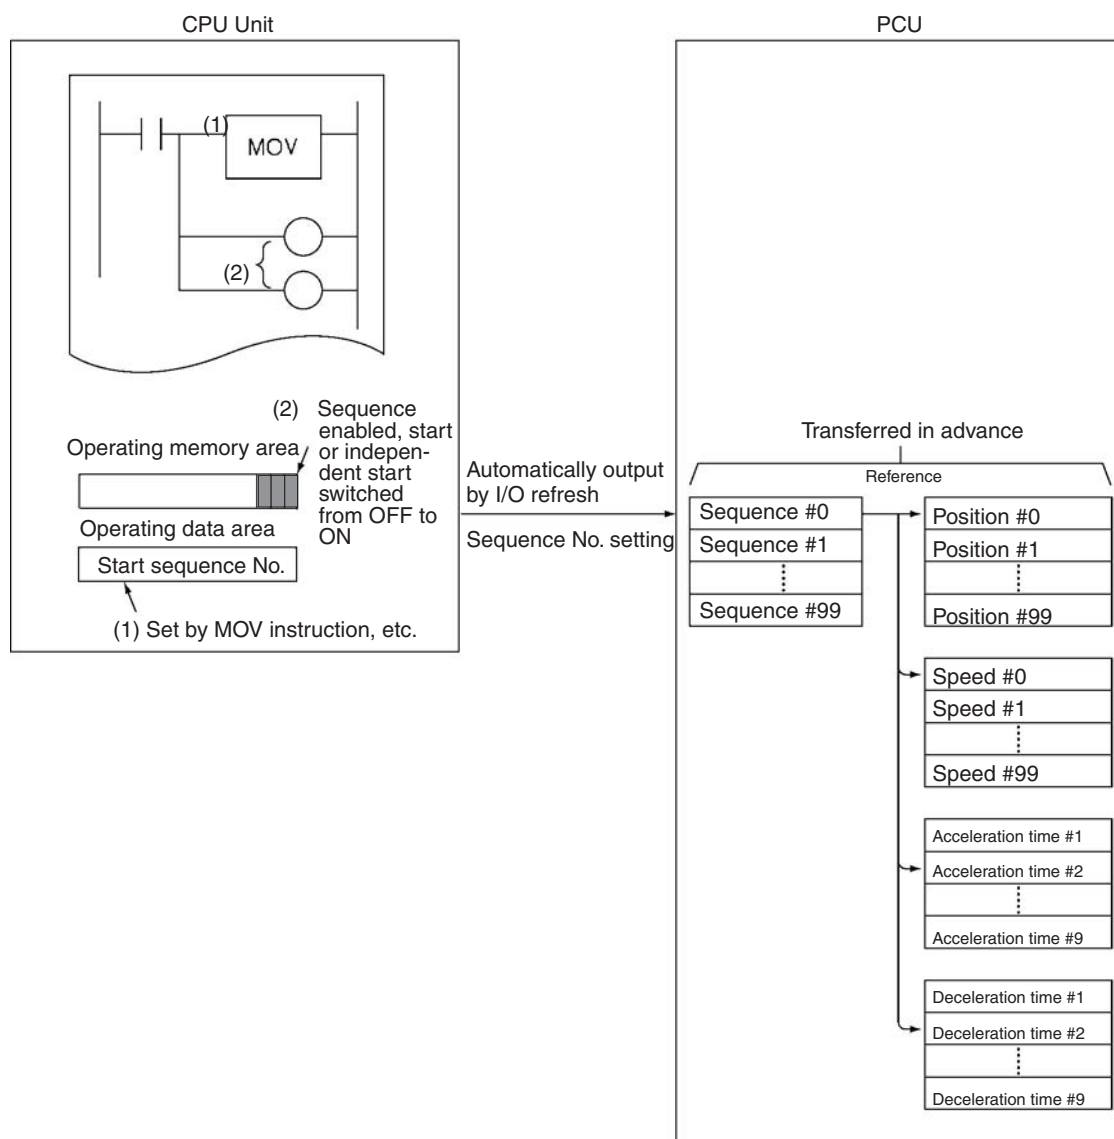 CPU Unit
PCU
(1)
MOV
(2)
(2) Sequence
enabled, start
or indepen-
dent start
switched
from OFF to
ON
Operating memory area
Operating data area
Start sequence No.
(1) Set by MOV instruction, etc.
Automatically output
by I/O refresh
Sequence No. setting
Transferred in advance
Reference
Sequence #0
Sequence #1
Sequence #99
Position #0
Position #1
Position #99
Speed #0
Speed #1
Speed #99
Acceleration time #1
Acceleration time #2
Acceleration time #9
Deceleration time #1
Deceleration time #2
Deceleration time #9